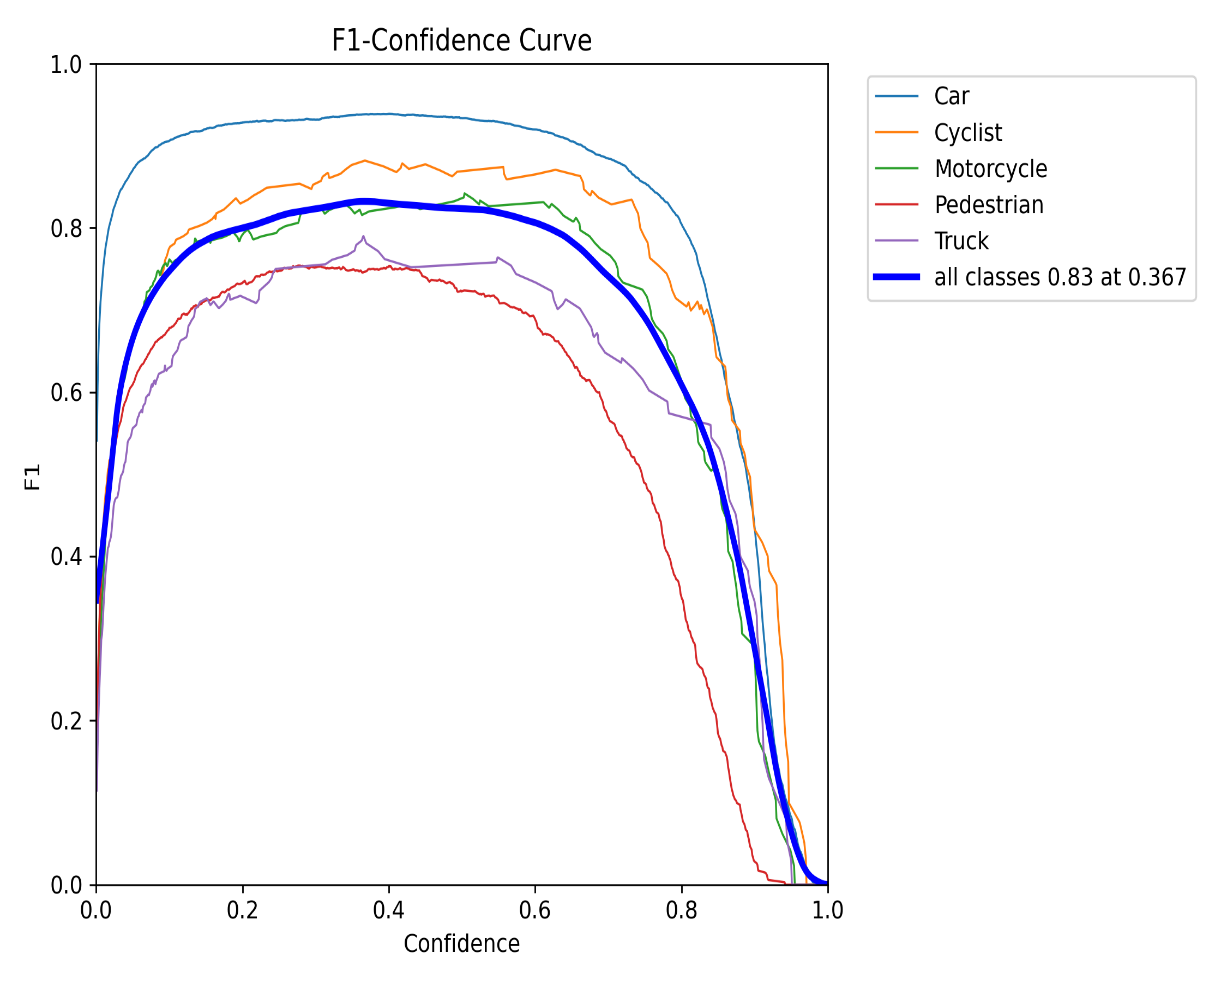 F1-Confidence Curve
1.0
0.8
0.6
0.4
0.2
0.0
F1
0.0 0.2 0.4 0.6 0.8 1.0
Confidence
Car
Cyclist
Motorcycle
Pedestrian
Truck
all classes 0.83 at 0.367